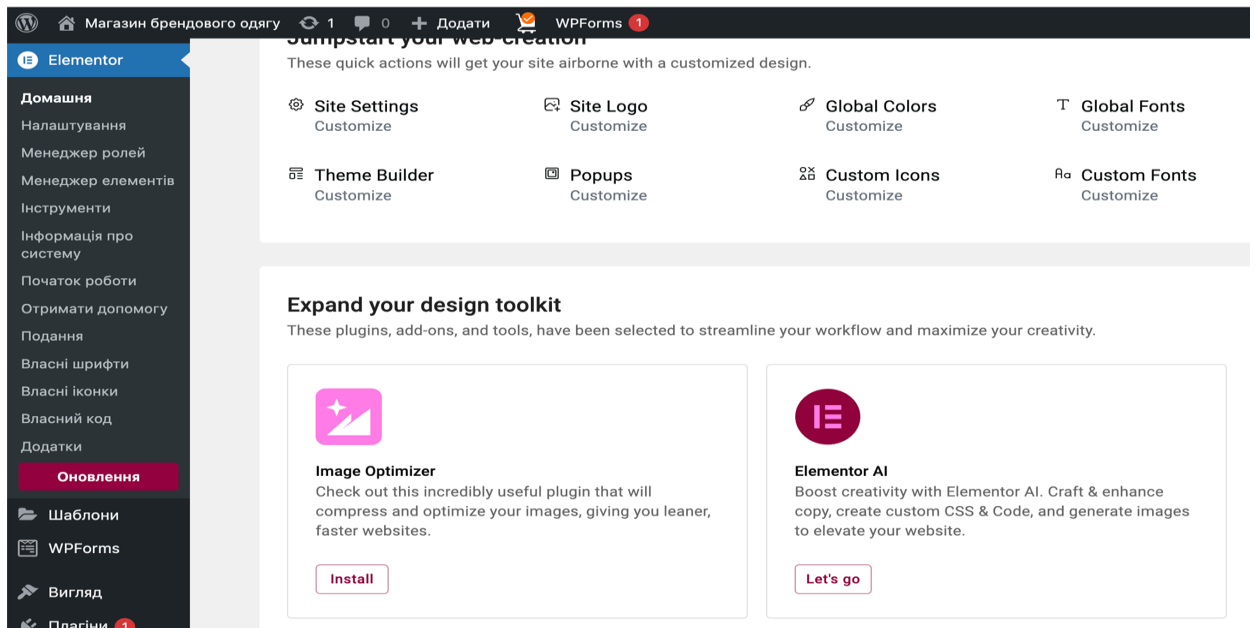 Магазин брендового одягу 1 0 Додати WPForms 1
Elementor
Домашня
Налаштування
Менеджер ролей
Менеджер елементів
Інструменти
Інформація про
систему
Початок роботи
Отримати допомогу
Подання
Власні шрифти
Власні іконки
Власний код
Додатки
Оновлення
Шаблони
WPForms
Вигляд
Плагіни 1
Jumpstart your web-creation
These quick actions will get your site airborne with a customized design.
Site Settings
Customize
Site Logo
Customize
Global Colors
Customize
Global Fonts
Customize
Theme Builder
Customize
Popups
Customize
Custom Icons
Customize
Custom Fonts
Customize
Expand your design toolkit
These plugins, add-ons, and tools, have been selected to streamline your workflow and maximize your creativity.
Image Optimizer
Check out this incredibly useful plugin that will
compress and optimize your images, giving you leaner,
faster websites.
Install
Elementor AI
Boost creativity with Elementor AI. Craft & enhance
copy, create custom CSS & Code, and generate images
to elevate your website.
Let's go